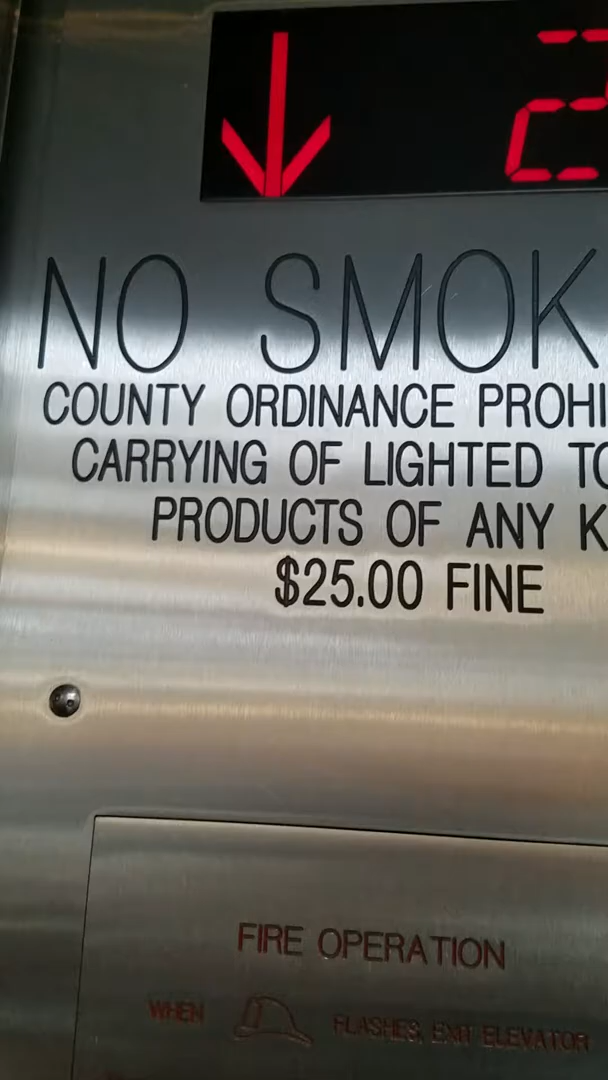 2
NO SMOK
COUNTY ORDINANCE PROHI
CARRYING OF LIGHTED TO
PRODUCTS OF ANY K
$25.00 FINE
FIRE OPERATION
WHEN FLASHES, EXIT ELEVATOR